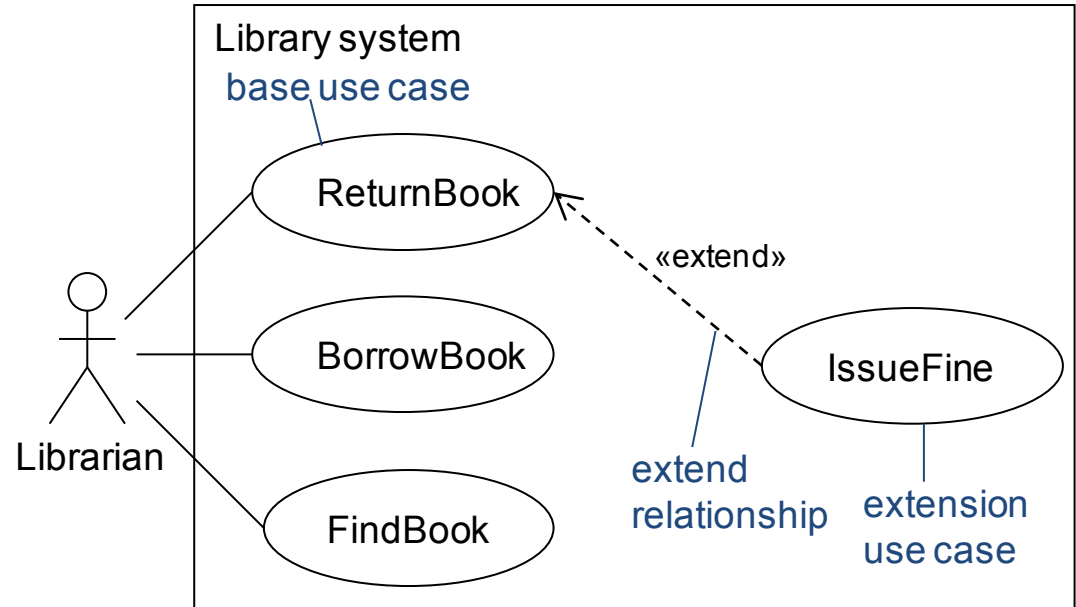 Library system
base use case
ReturnBook
«extend»
BorrowBook
IssueFine
Librarian
extend
relationship
extension
use case
FindBook